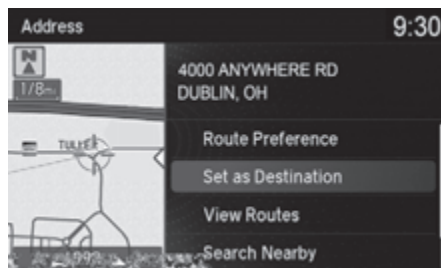 Address
9:30
N
1/8mi
4000 ANYWHERE RD
DUBLIN, OH
TULLER
Route Preference
Set as Destination
View Routes
Search Nearby